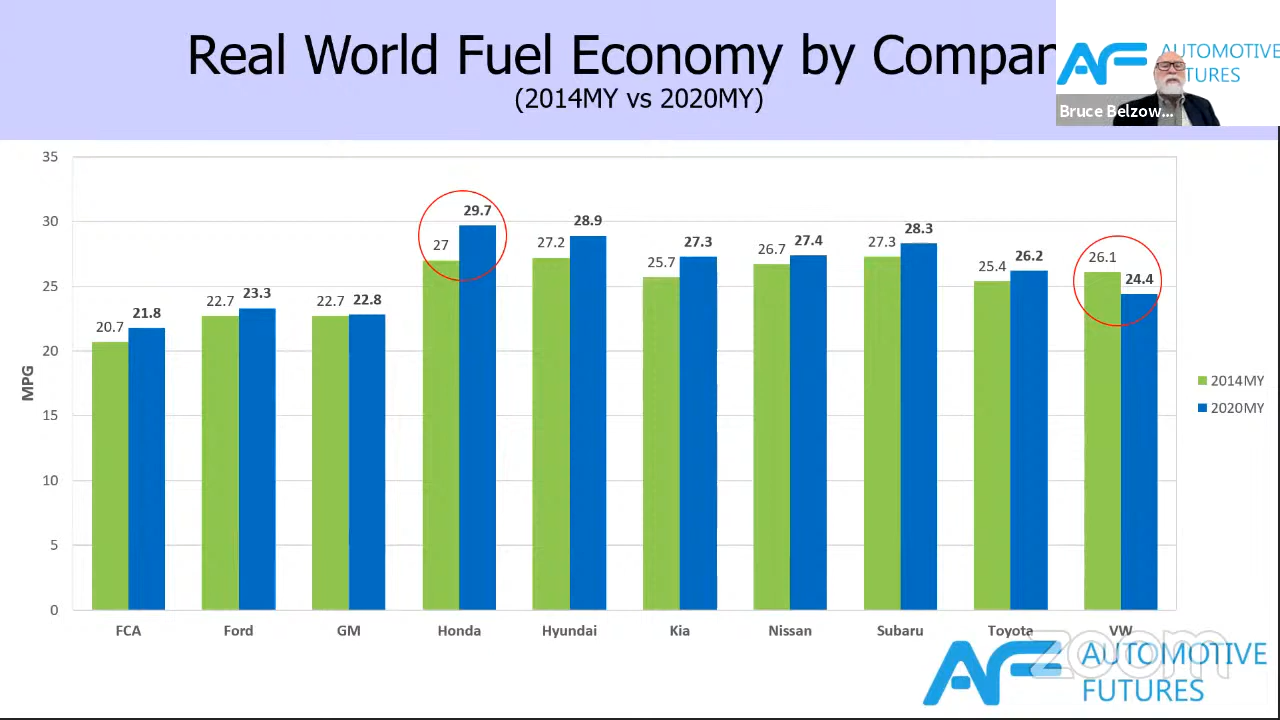 Real World Fuel Economy by Compan
(2014MY vs 2020MY)
AUTOMOTIVE
TURES
Bruce Belzow...
35
30
25
20
15
10
5
0
MPG
20.7
21.8
22.7
23.3
22.7
22.8
27
29.7
27.2
28.9
25.7
27.3
26.7
27.4
27.3
28.3
25.4
26.2
26.1
24.4
2014MY
2020MY
FCA
Ford
GM
Honda
Hyundai
Kia
Nissan
Subaru
Toyota
VW
zoom
AF AUTOMOTIVE
FUTURES